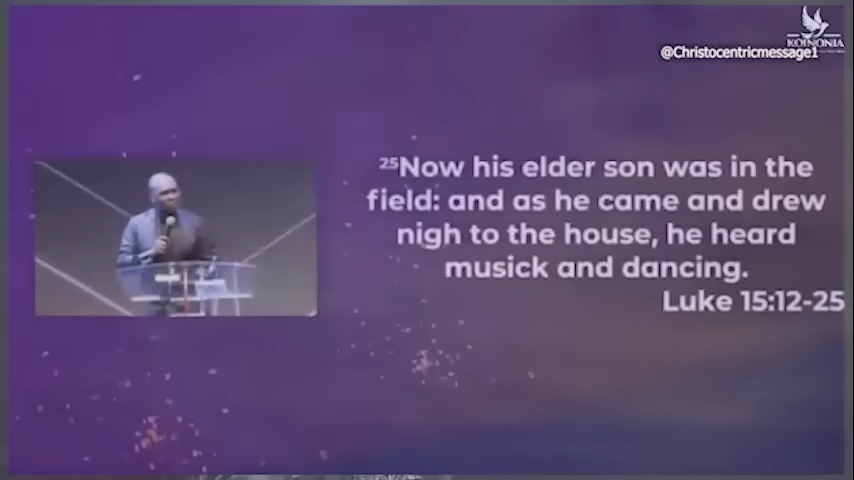 KOINONIA
@Christocentricmessage1
²⁵Now his elder son was in the
field: and as he came and drew
nigh to the house, he heard
musick and dancing.
Luke 15:12-25